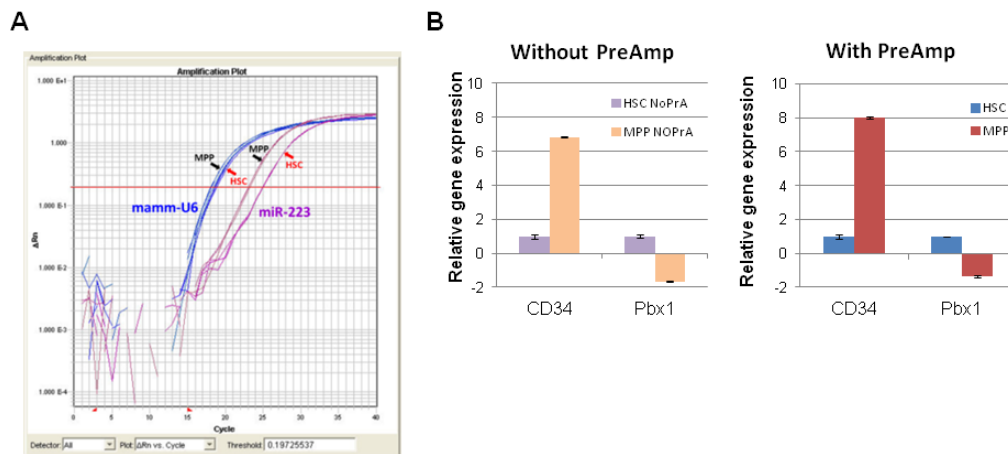 A
Amplification Plot
Amplification Plot
1.000 E+1
1.000
1.000 E-1
1.000 E-2
1.000 E-3
1.000 E-4
ΔRn
MPP
HSC
MPP
HSC
mamm-U6
miR-223
0 5 10 15 20 25 30 35 40
Cycle
Detector: All Plot: ΔRn vs. Cycle Threshold: 0.19725537
B
Without PreAmp
Relative gene expression
10
8
6
4
2
0
-2
HSC NoPrA
MPP NOPrA
CD34 Pbx1
With PreAmp
Relative gene expression
10
8
6
4
2
0
-2
HSC
MPP
CD34 Pbx1